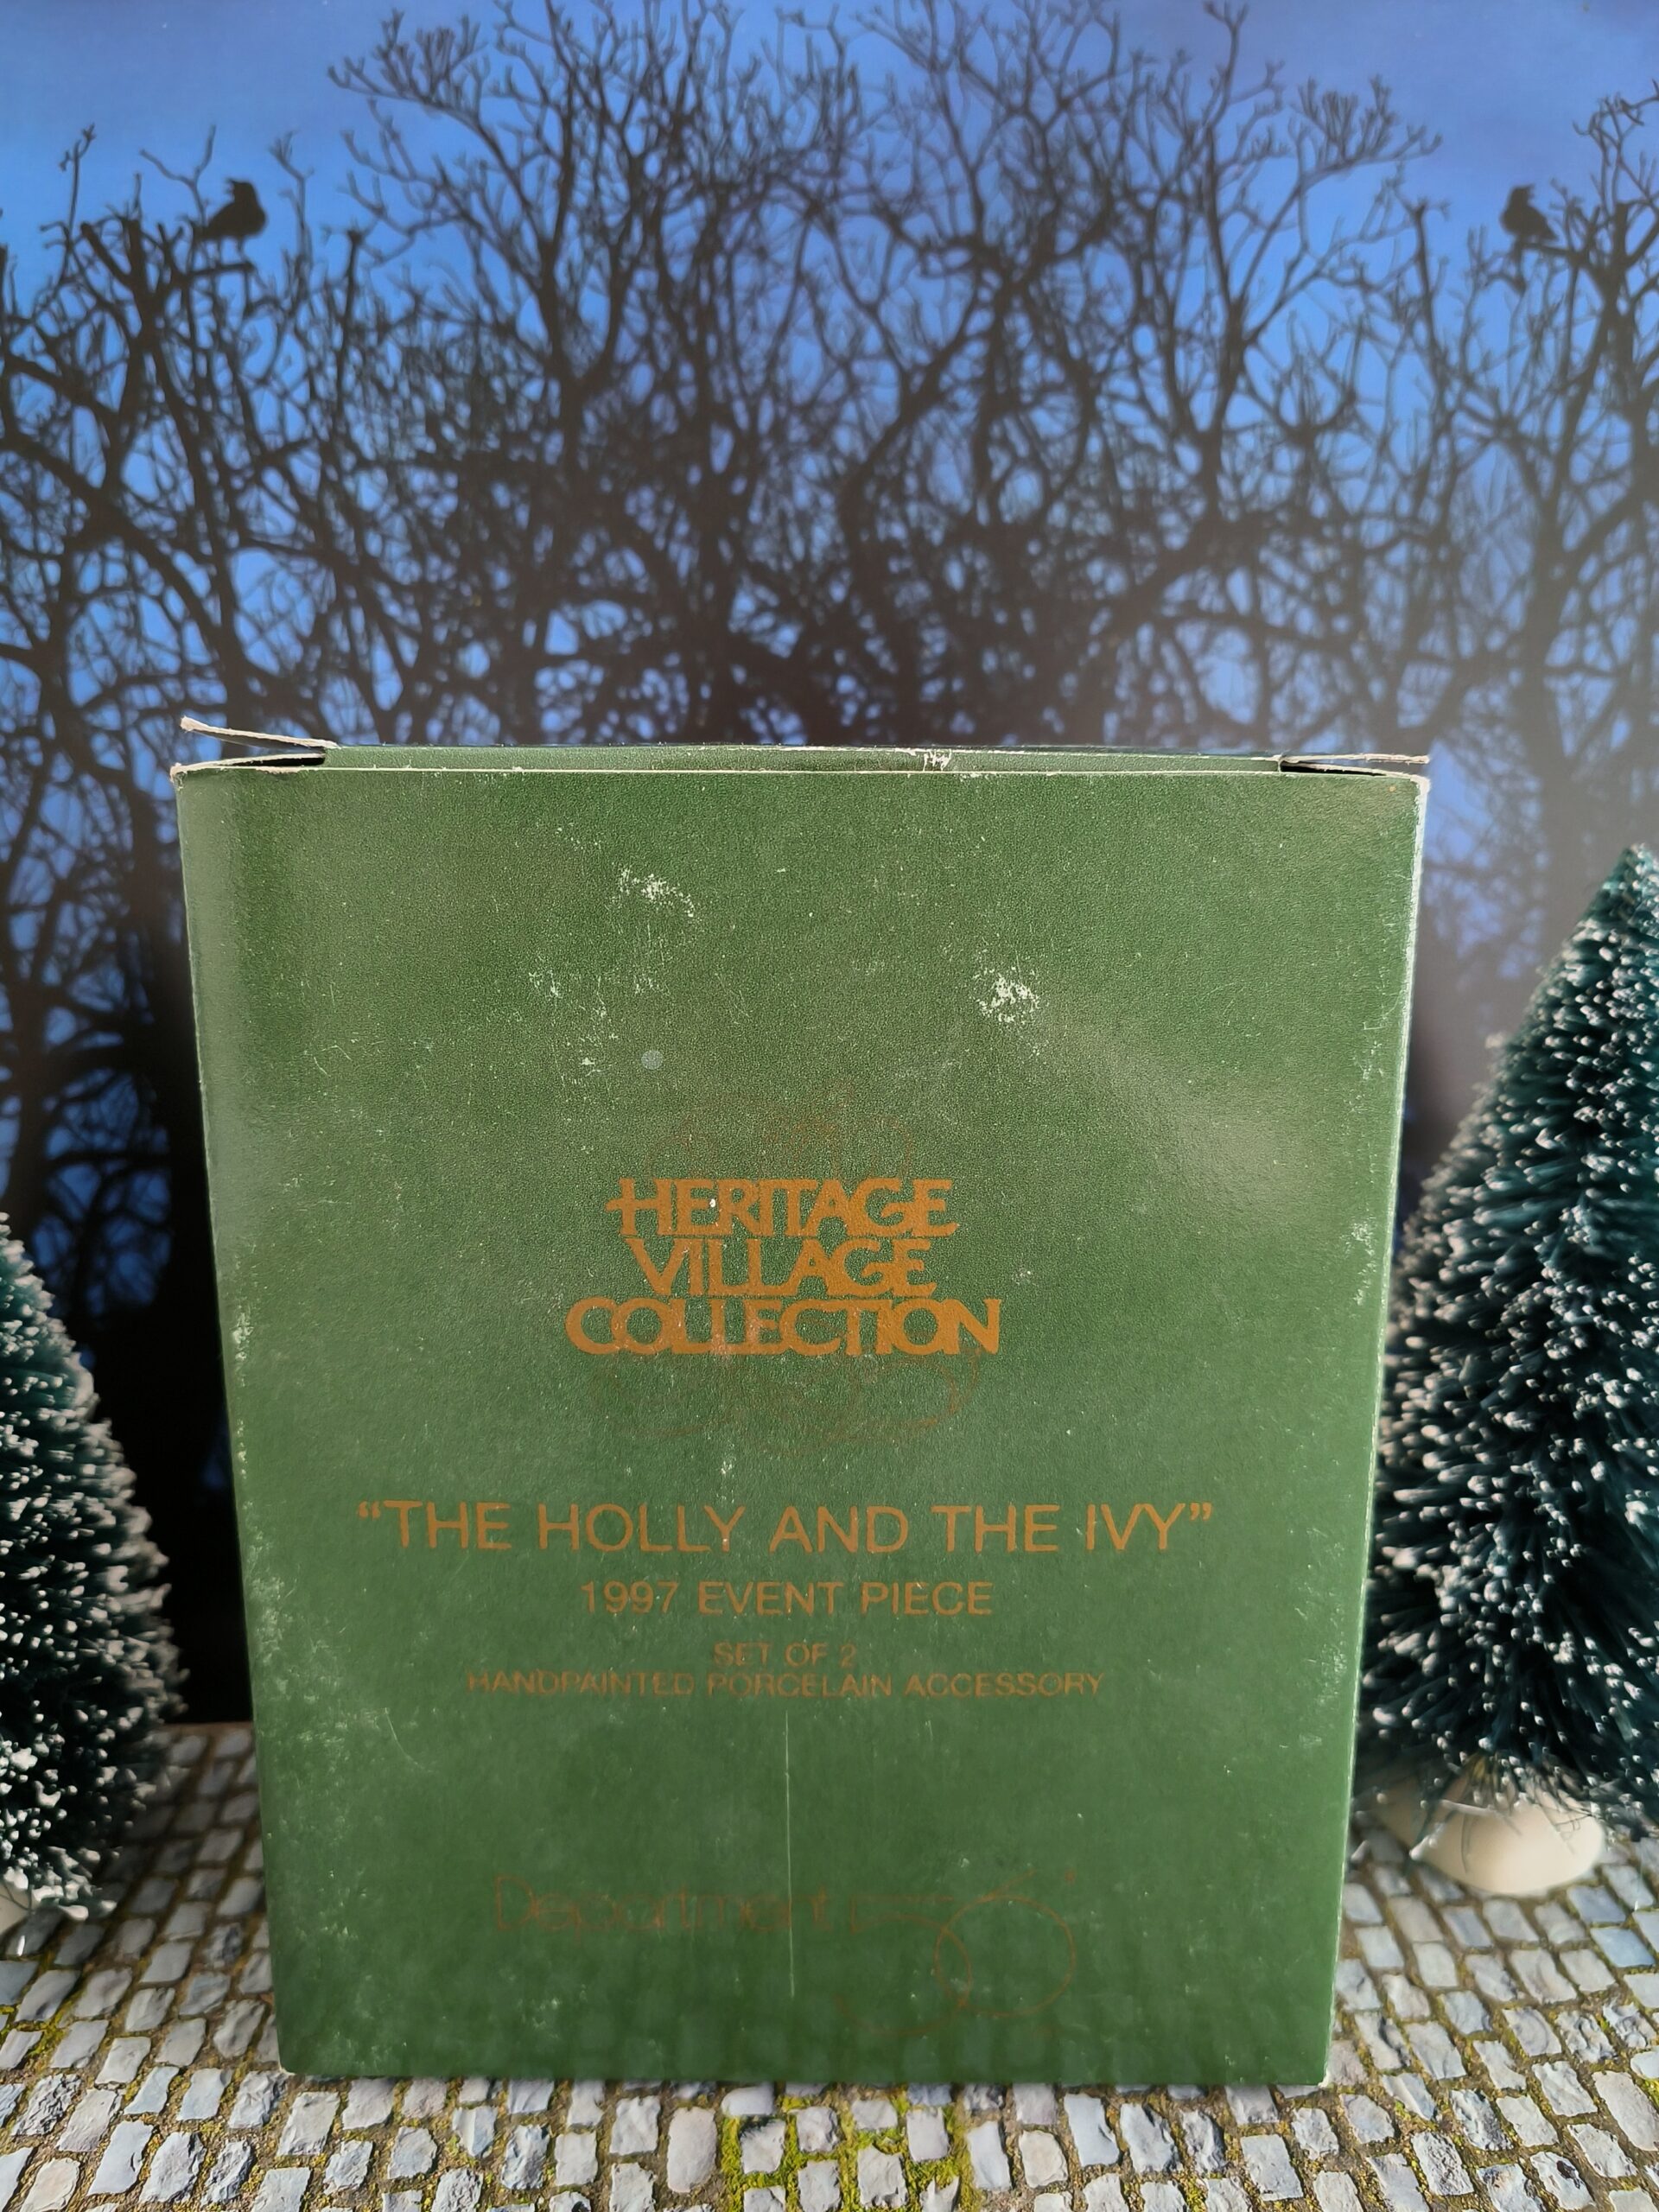 HERITAGE
VILLAGE
COLLECTION
“THE HOLLY AND THE IVY”
1997 EVENT PIECE
SET OF 2
HANDPAINTED PORCELAIN ACCESSORY
Department 56